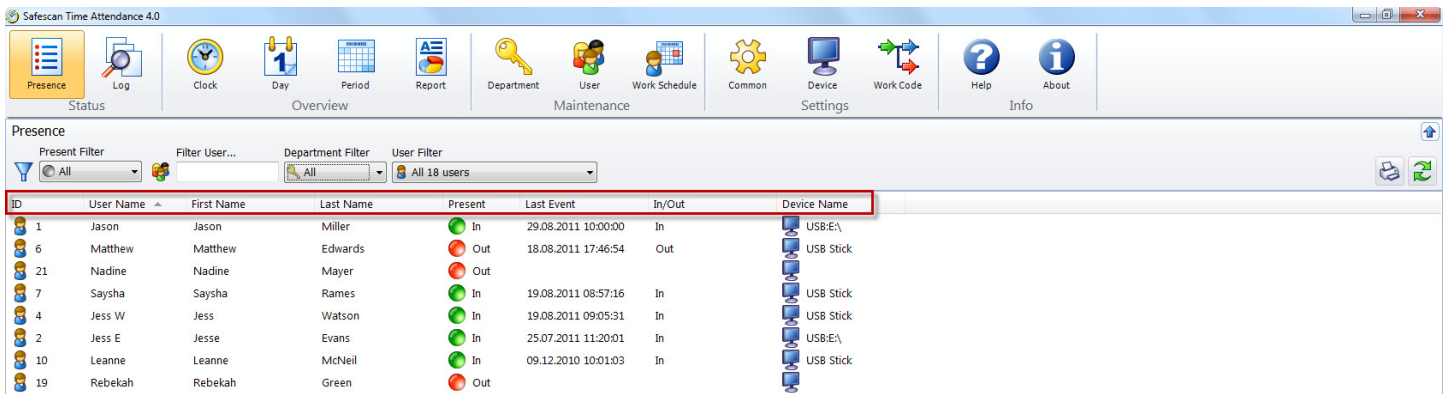 Safescan Time Attendance 4.0
Presence Log Clock Day Period Report Department User Work Schedule Common Device Work Code Help About
Status Overview Maintenance Settings Info
Presence
Present Filter Filter User... Department Filter User Filter
All All All 18 users
ID User Name First Name Last Name Present Last Event In/Out Device Name
1 Jason Jason Miller In 29.08.2011 10:00:00 In USB:E:\
6 Matthew Matthew Edwards Out 18.08.2011 17:46:54 Out USB Stick
21 Nadine Nadine Mayer Out
7 Saysha Saysha Rames In 19.08.2011 08:57:16 In USB Stick
4 Jess W Jess Watson In 19.08.2011 09:05:31 In USB Stick
2 Jess E Jesse Evans In 25.07.2011 11:20:01 In USB:E:\
10 Leanne Leanne McNeil In 09.12.2010 10:01:03 In USB Stick
19 Rebekah Rebekah Green Out